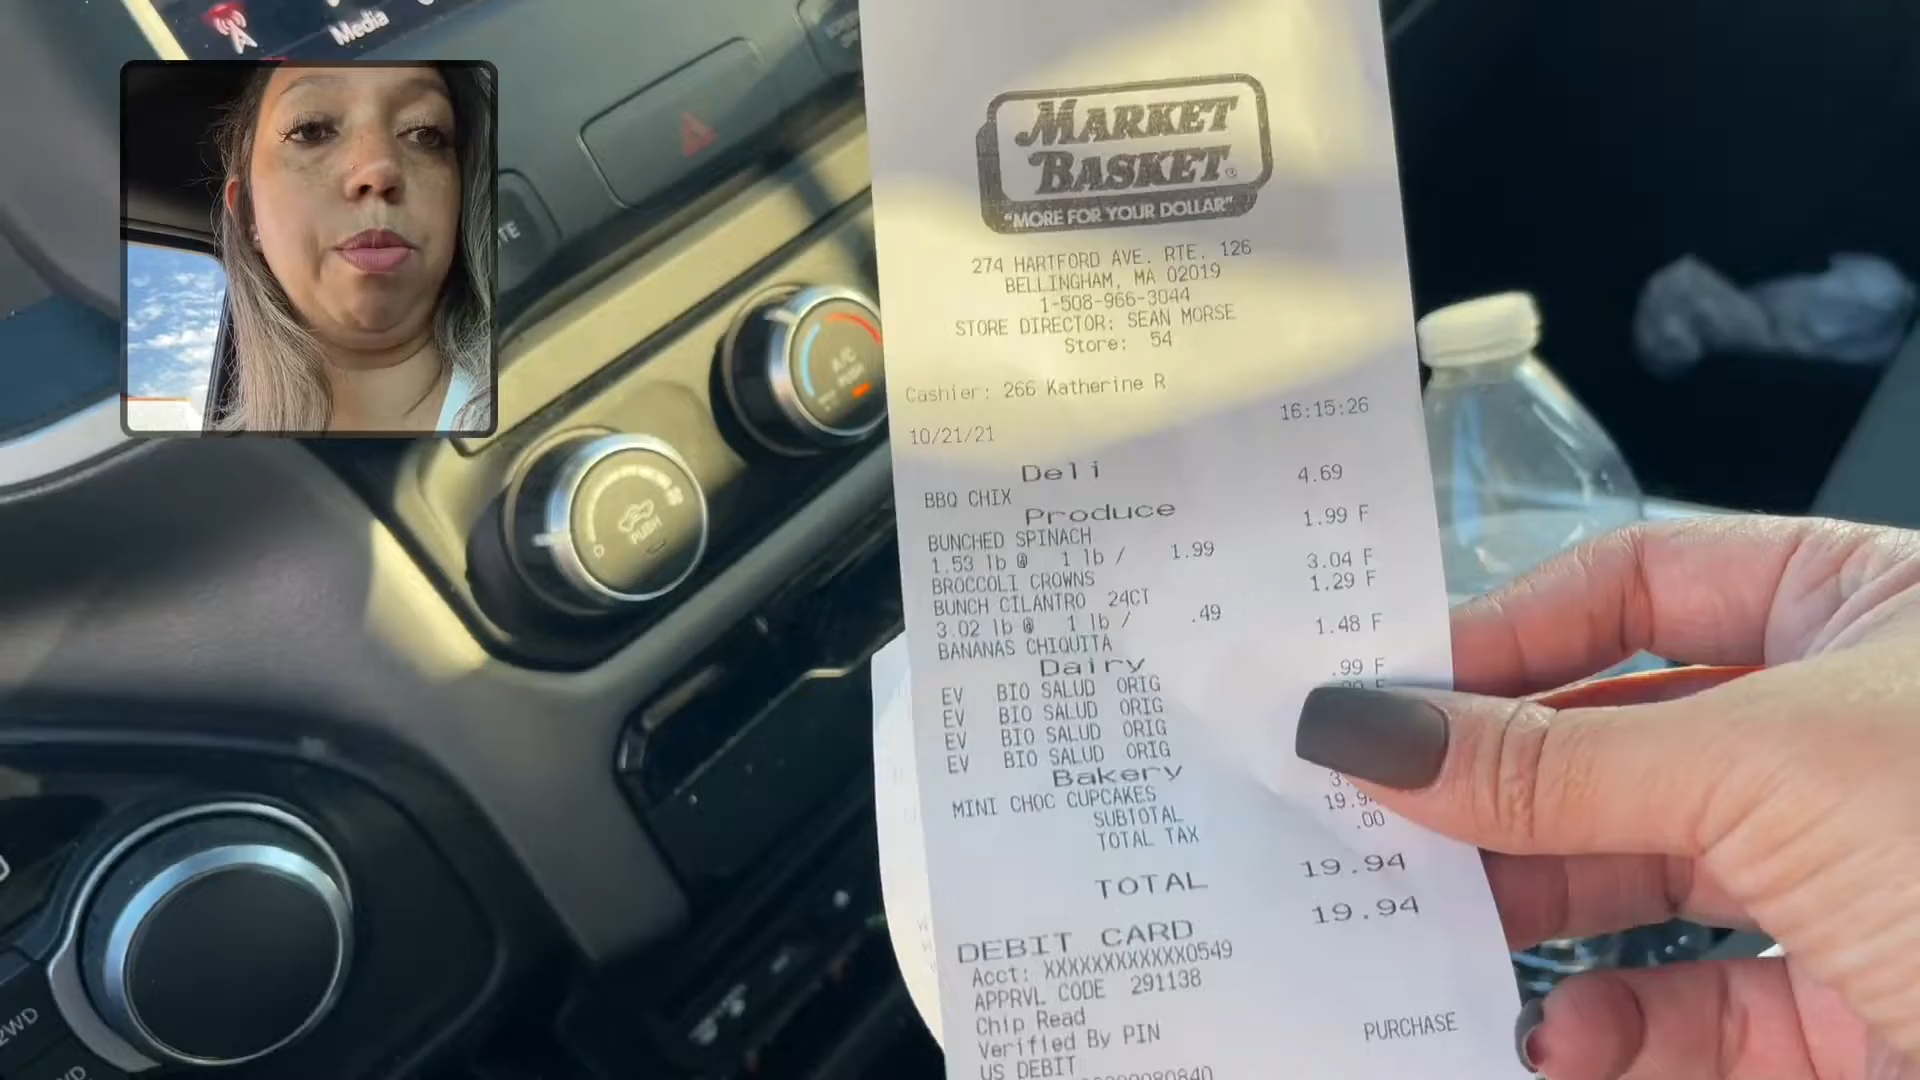 Media
MARKET
BASKET®
"MORE FOR YOUR DOLLAR"
274 HARTFORD AVE. RTE. 126
BELLINGHAM, MA 02019
1-508-966-3044
STORE DIRECTOR: SEAN MORSE
Store: 54
Cashier: 266 Katherine R
10/21/21 16:15:26
Deli
BBQ CHIX 4.69
Produce
BUNCHED SPINACH 1.99 F
1.53 lb @ 1 lb / 1.99
BROCCOLI CROWNS 3.04 F
BUNCH CILANTRO 24CT 1.29 F
3.02 lb @ 1 lb / .49
BANANAS CHIQUITA 1.48 F
Dairy
EV BIO SALUD ORIG .99 F
EV BIO SALUD ORIG F
EV BIO SALUD ORIG
EV BIO SALUD ORIG
Bakery
MINI CHOC CUPCAKES 3.
SUBTOTAL 19.94
TOTAL TAX .00
TOTAL 19.94
DEBIT CARD 19.94
Acct: XXXXXXXXXXXX0549
APPRVL CODE 291138
Chip Read
Verified By PIN PURCHASE
US DEBIT
A/C
PUSH
PUSH
2WD